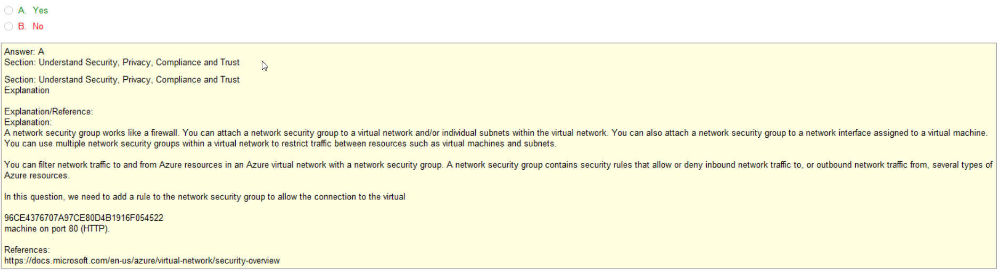 A. Yes
B. No
Answer: A
Section: Understand Security, Privacy, Compliance and Trust
Section: Understand Security, Privacy, Compliance and Trust
Explanation
Explanation/Reference:
Explanation:
A network security group works like a firewall. You can attach a network security group to a virtual network and/or individual subnets within the virtual network. You can also attach a network security group to a network interface assigned to a virtual machine.
You can use multiple network security groups within a virtual network to restrict traffic between resources such as virtual machines and subnets.
You can filter network traffic to and from Azure resources in an Azure virtual network with a network security group. A network security group contains security rules that allow or deny inbound network traffic to, or outbound network traffic from, several types of
Azure resources.
In this question, we need to add a rule to the network security group to allow the connection to the virtual
96CE4376707A97CE80D4B1916F054522
machine on port 80 (HTTP).
References:
https://docs.microsoft.com/en-us/azure/virtual-network/security-overview